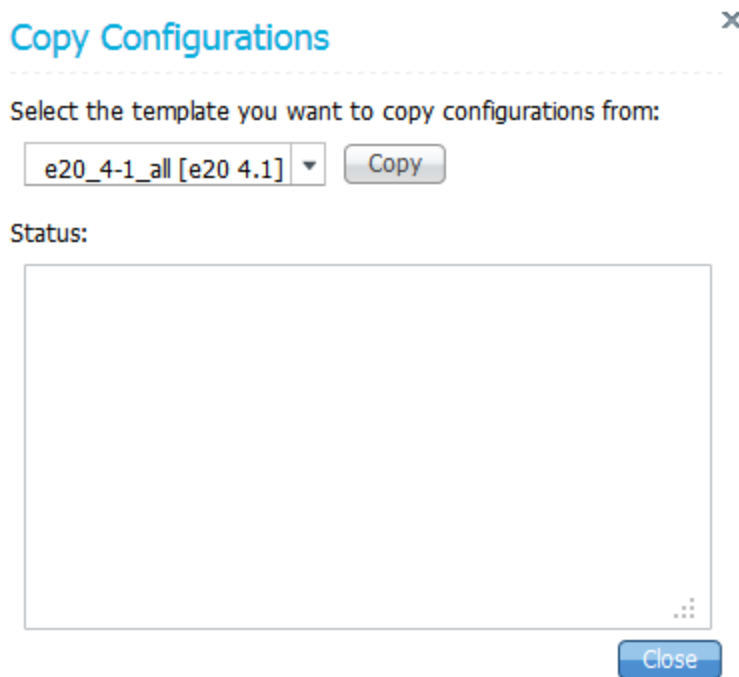 Copy Configurations
Select the template you want to copy configurations from:
e20_4-1_all [e20 4.1] Copy
Status:
Close